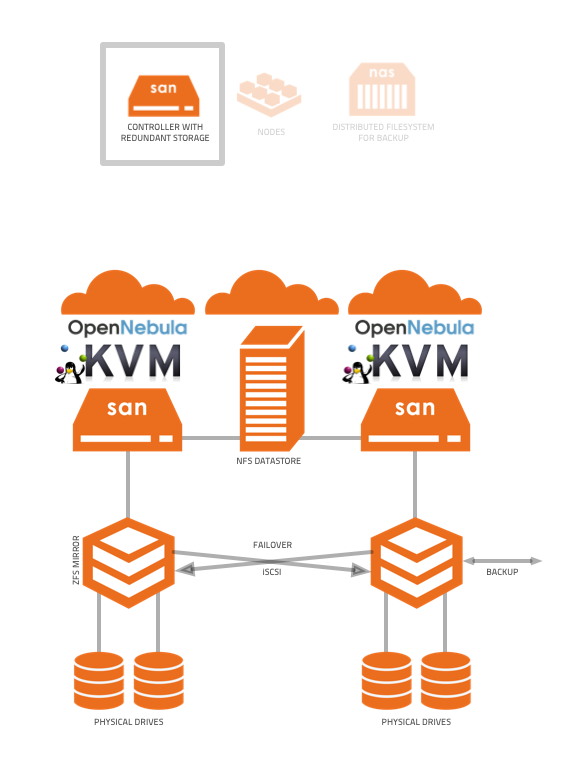 san
nas
CONTROLLER WITH
REDUNDANT STORAGE
NODES
DISTRIBUTED FILESYSTEM
FOR BACKUP
OpenNebula
OpenNebula
KVM
KVM
san
san
NFS DATASTORE
ZFS MIRROR
FAILOVER
iSCSI
BACKUP
PHYSICAL DRIVES
PHYSICAL DRIVES